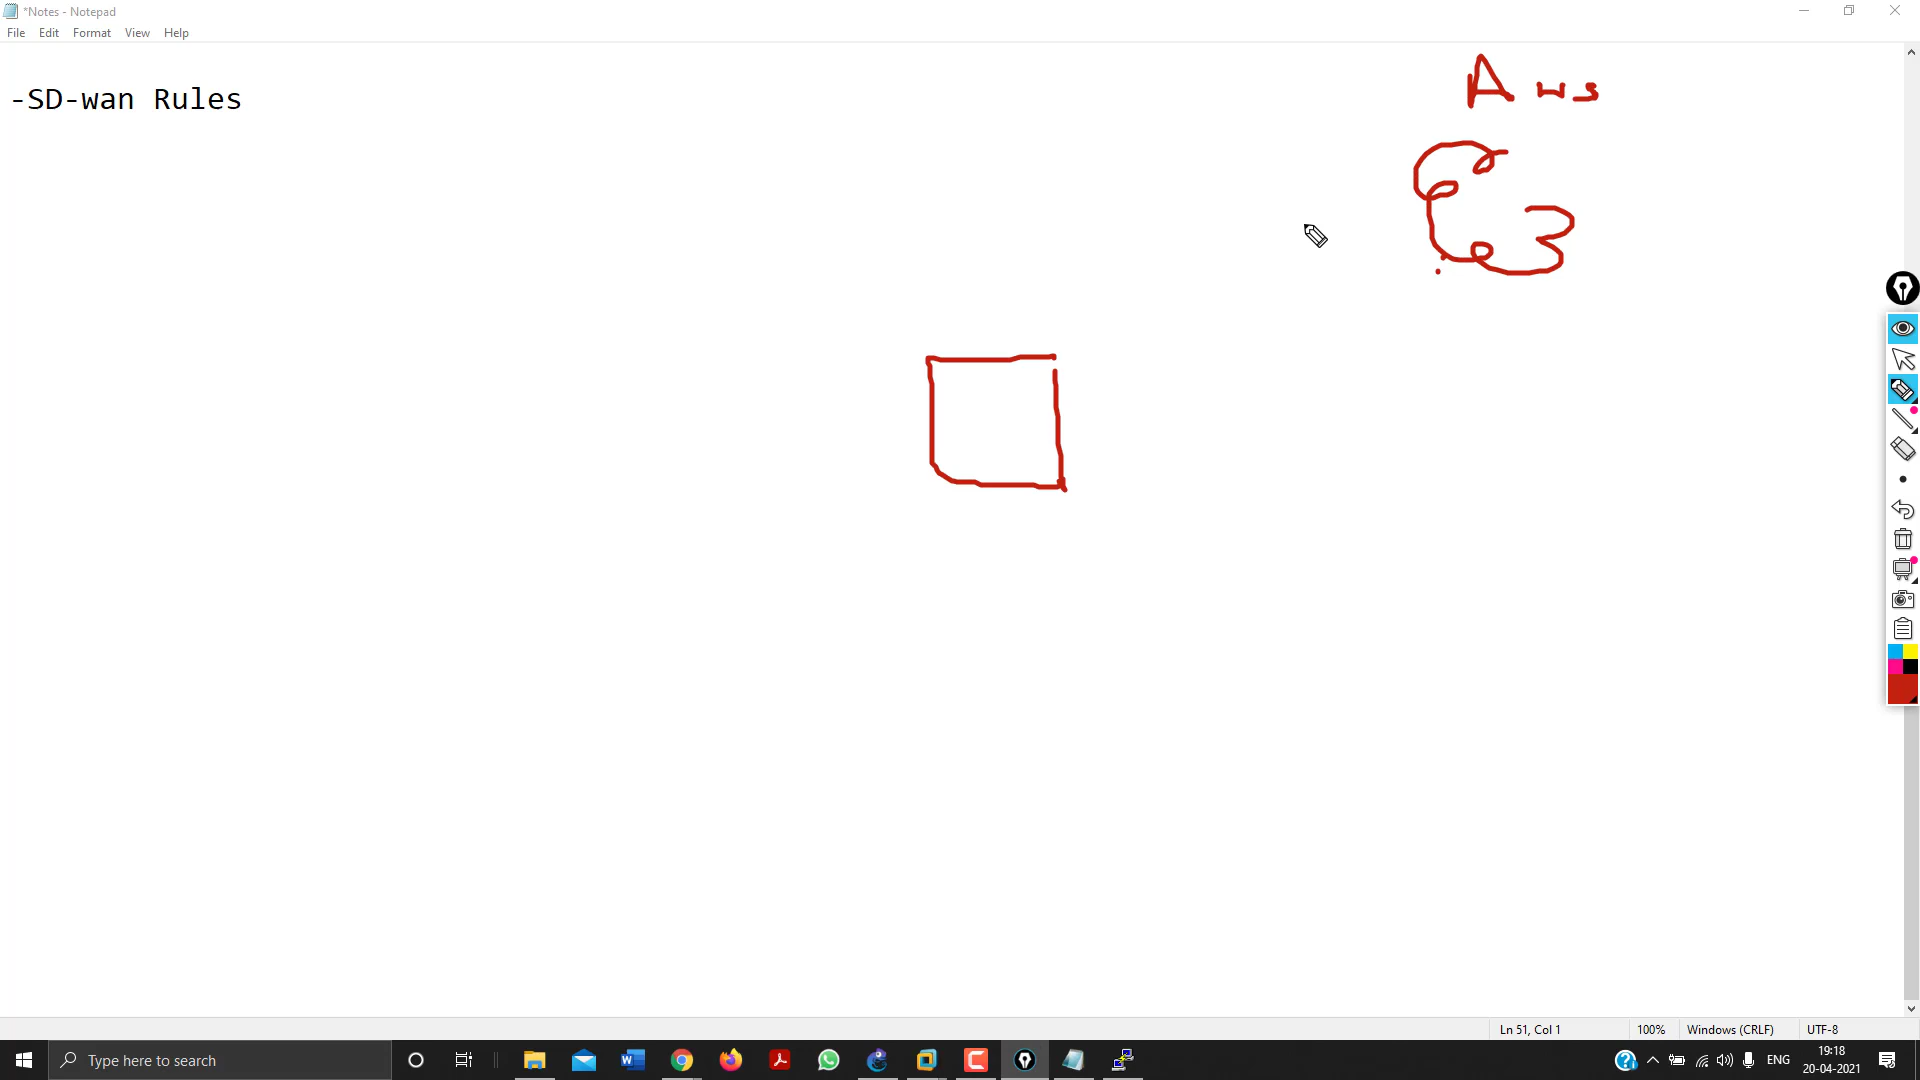 *Notes - Notepad
File Edit Format View Help
-SD-wan Rules
Aws
Ln 51, Col 1 100% Windows (CRLF) UTF-8
Type here to search
ENG
19:18
20-04-2021